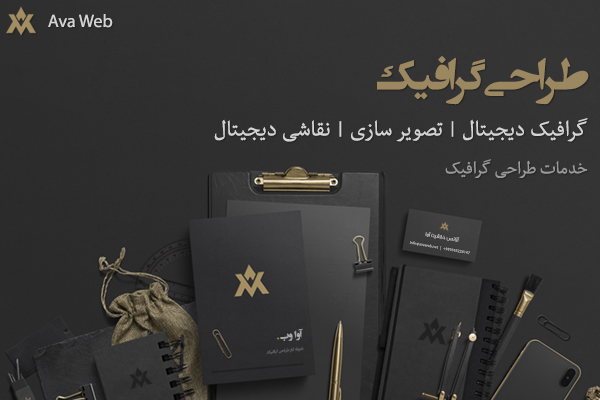 Ava Web
طراحی گرافیک
گرافیک دیجیتال | تصویر سازی | نقاشی دیجیتال
خدمات طراحی گرافیک
آوا وب.